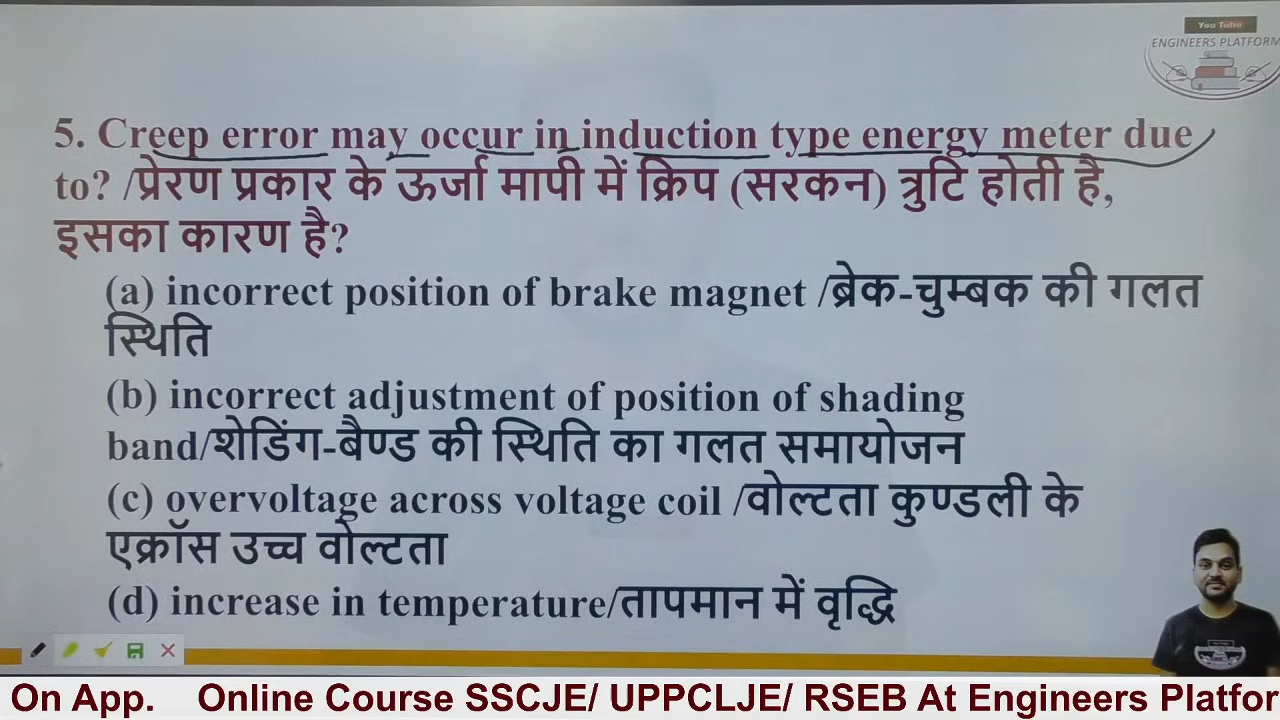 You Tube
ENGINEERS PLATFORM
5. Creep error may occur in induction type energy meter due
to? /प्रेरण प्रकार के ऊर्जा मापी में क्रिप (सरकन) त्रुटि होती है,
इसका कारण है?
(a) incorrect position of brake magnet /ब्रेक-चुम्बक की गलत
स्थिति
(b) incorrect adjustment of position of shading
band/शेडिंग-बैण्ड की स्थिति का गलत समायोजन
(c) overvoltage across voltage coil /वोल्टता कुण्डली के
एक्रॉस उच्च वोल्टता
(d) increase in temperature/तापमान में वृद्धि
On App. Online Course SSCJE/ UPPCLJE/ RSEB At Engineers Platfor